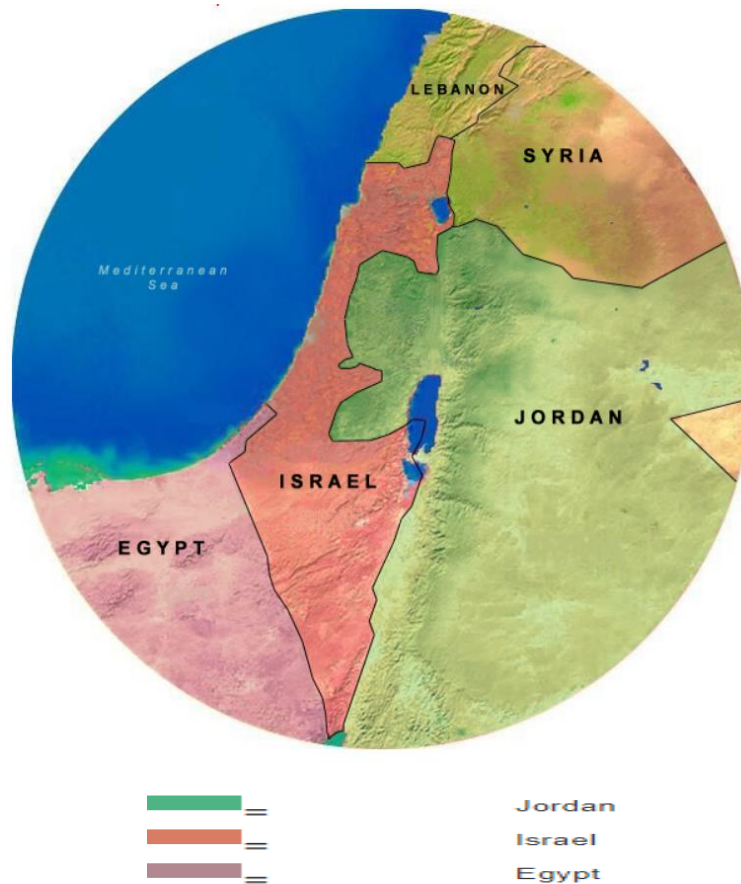 LEBANON
SYRIA
Mediterranean
Sea
JORDAN
ISRAEL
EGYPT
= Jordan
= Israel
= Egypt